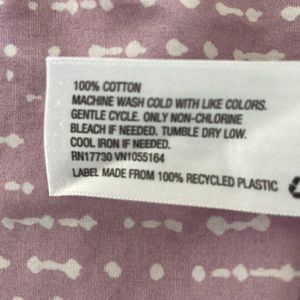 100% COTTON
MACHINE WASH COLD WITH LIKE COLORS.
GENTLE CYCLE. ONLY NON-CHLORINE
BLEACH IF NEEDED. TUMBLE DRY LOW.
COOL IRON IF NEEDED.
RN17730 VN1055164
LABEL MADE FROM 100% RECYCLED PLASTIC